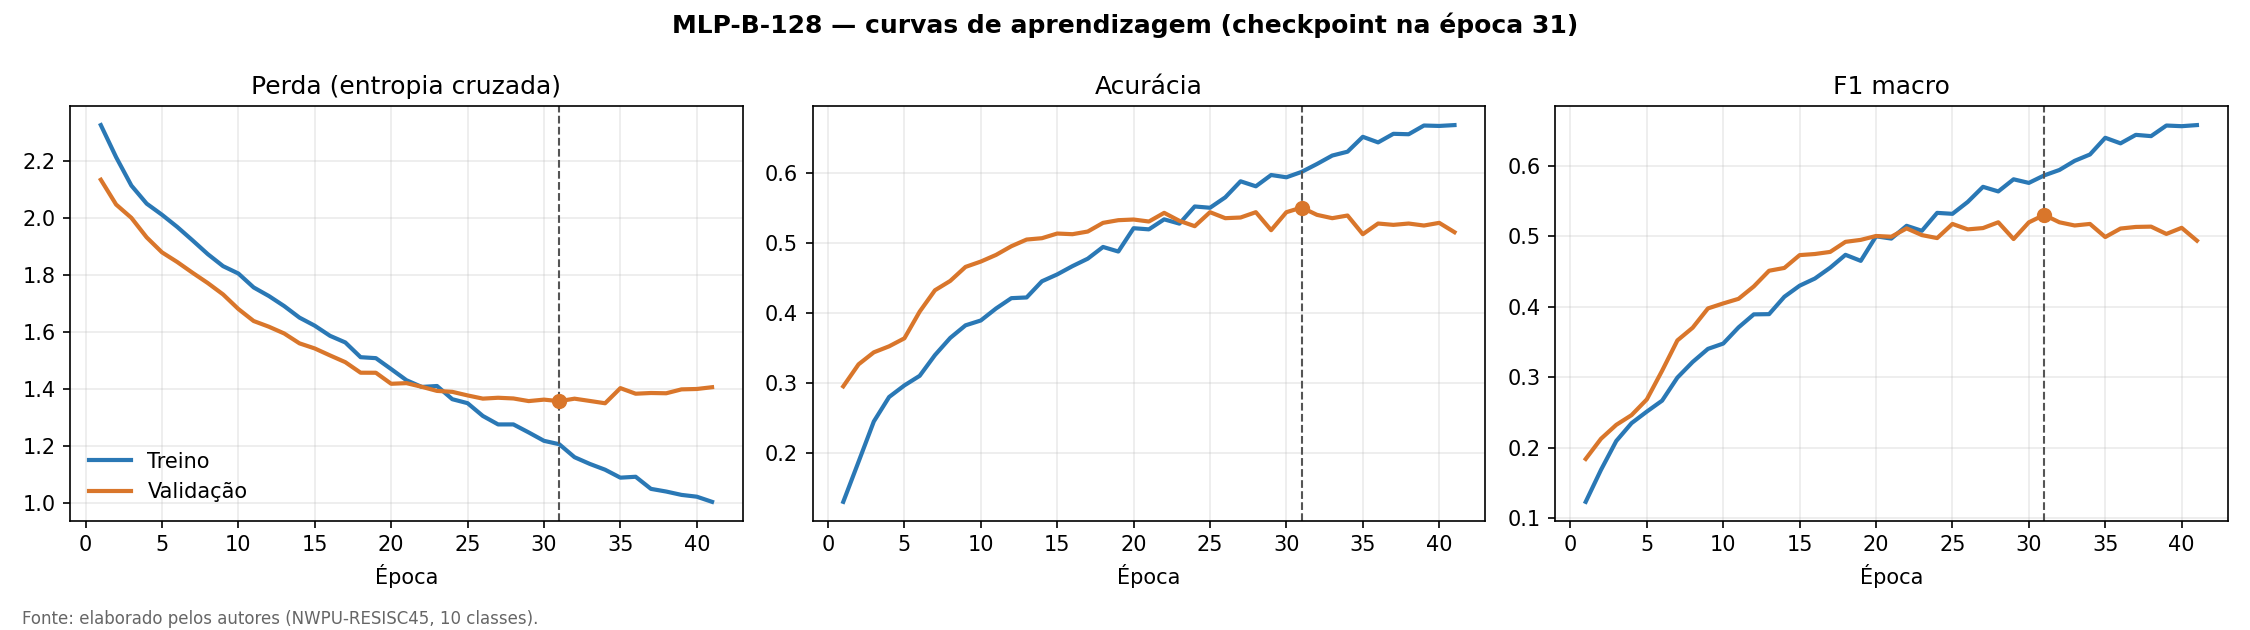 MLP-B-128 — curvas de aprendizagem (checkpoint na época 31)
Perda (entropia cruzada)
2.2
2.0
1.8
1.6
1.4
1.2
1.0
Treino
Validação
0 5 10 15 20 25 30 35 40
Época
Acurácia
0.6
0.5
0.4
0.3
0.2
0 5 10 15 20 25 30 35 40
Época
F1 macro
0.6
0.5
0.4
0.3
0.2
0.1
0 5 10 15 20 25 30 35 40
Época
Fonte: elaborado pelos autores (NWPU-RESISC45, 10 classes).